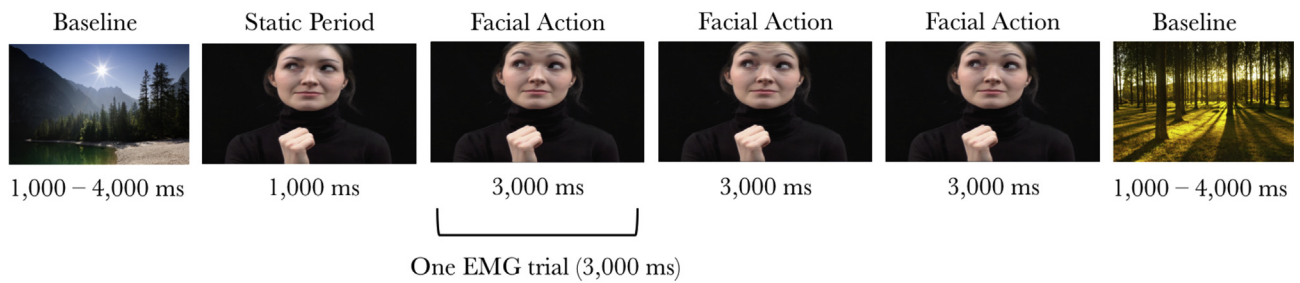 Baseline
Static Period
Facial Action
Facial Action
Facial Action
Baseline
1,000 – 4,000 ms
1,000 ms
3,000 ms
3,000 ms
3,000 ms
1,000 – 4,000 ms
One EMG trial (3,000 ms)